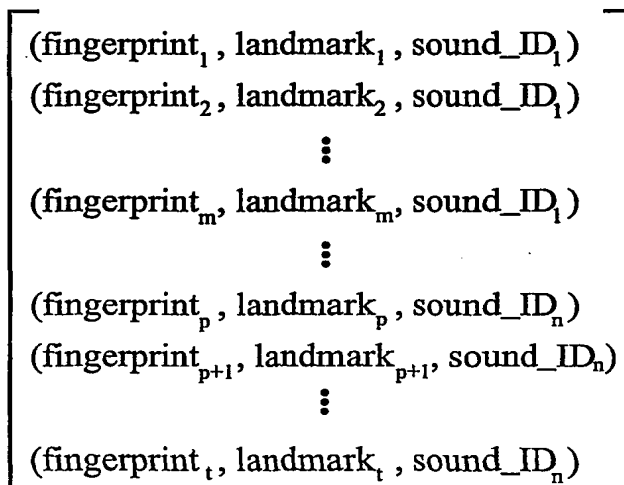 (fingerprint₁, landmark₁, sound_ID₁)
(fingerprint₂, landmark₂, sound_ID₁)
⋮
(fingerprintₘ, landmarkₘ, sound_ID₁)
⋮
(fingerprintₚ, landmarkₚ, sound_IDₙ)
(fingerprintₚ₊₁, landmarkₚ₊₁, sound_IDₙ)
⋮
(fingerprintₜ, landmarkₜ, sound_IDₙ)